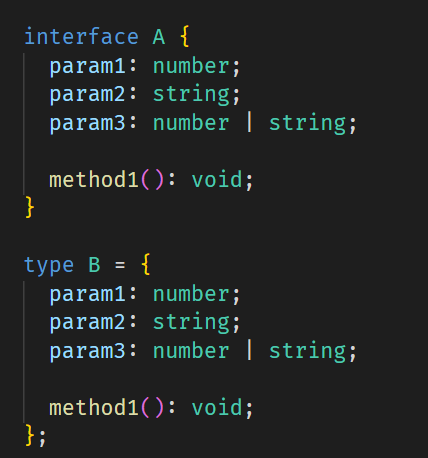 interface A {
param1: number;
param2: string;
param3: number | string;
method1(): void;
}
type B = {
param1: number;
param2: string;
param3: number | string;
method1(): void;
};